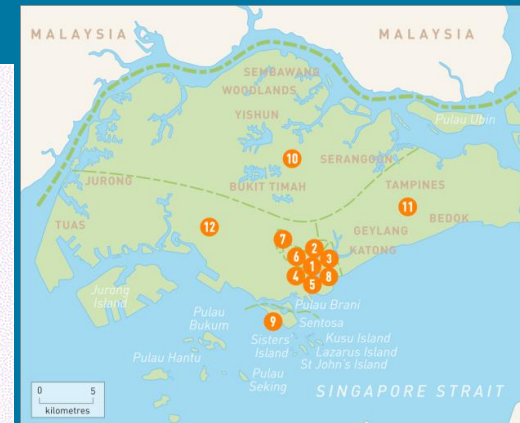 MALAYSIA
MALAYSIA
SEMBAWANG
WOODLANDS
Pulau Ubin
YISHUN
10
SERANGOON
JURONG
BUKIT TIMAH
TAMPINES
11
BEDOK
TUAS
12
GEYLANG
7
2
KATONG
6
3
1
4
8
5
Jurong
Island
Pulau Brani
Pulau
Bukum
9
Sentosa
Sisters'
Island
Kusu Island
Lazarus Island
St John's Island
Pulau Hantu
Pulau
Seking
SINGAPORE STRAIT
0 5
kilometres